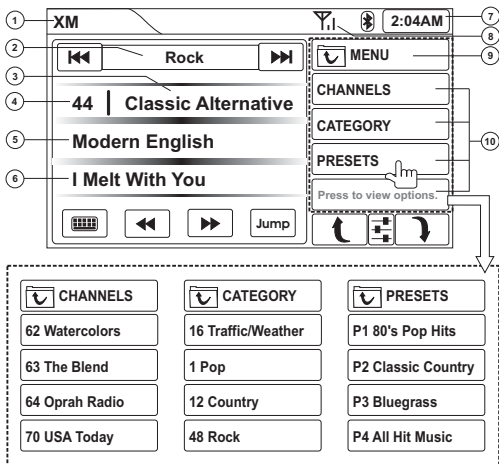 1 XM 2:04AM 7
8
2 Rock MENU 9
3
4 44 Classic Alternative CHANNELS
CATEGORY
5 Modern English 10
PRESETS
6 I Melt With You
Press to view options.
Jump
CHANNELS CATEGORY PRESETS
62 Watercolors 16 Traffic/Weather P1 80's Pop Hits
63 The Blend 1 Pop P2 Classic Country
64 Oprah Radio 12 Country P3 Bluegrass
70 USA Today 48 Rock P4 All Hit Music